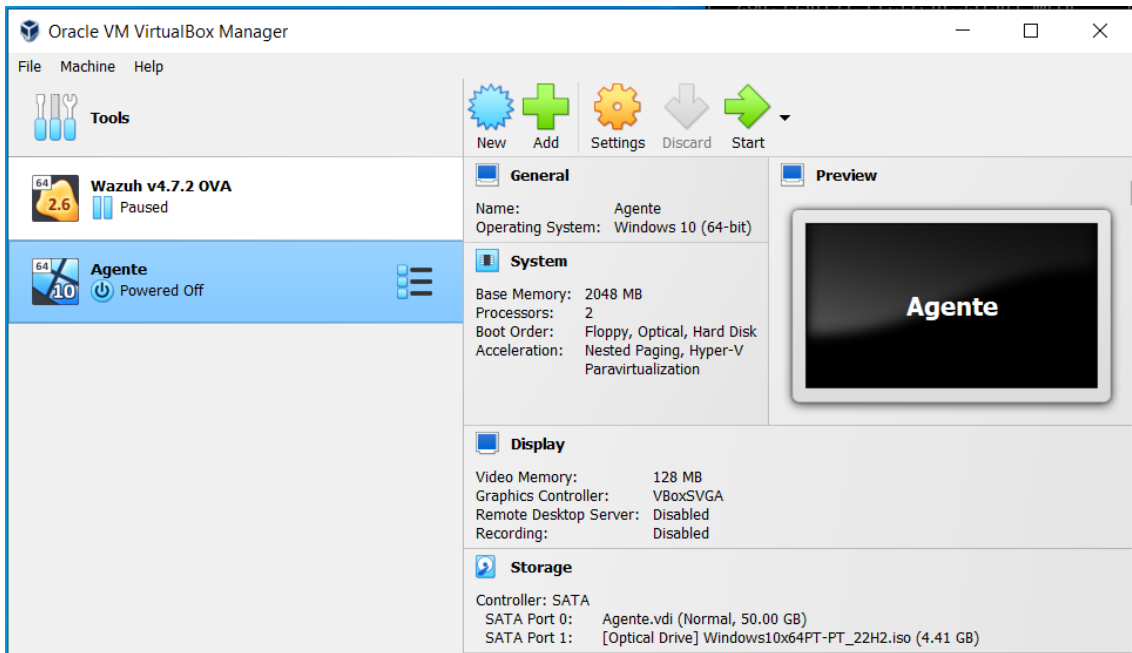 Oracle VM VirtualBox Manager
File Machine Help
Tools
New Add Settings Discard Start
64
2.6
Wazuh v4.7.2 OVA
Paused
64
10
Agente
Powered Off
General
Name: Agente
Operating System: Windows 10 (64-bit)
System
Base Memory: 2048 MB
Processors: 2
Boot Order: Floppy, Optical, Hard Disk
Acceleration: Nested Paging, Hyper-V
Paravirtualization
Preview
Agente
Display
Video Memory: 128 MB
Graphics Controller: VBoxSVGA
Remote Desktop Server: Disabled
Recording: Disabled
Storage
Controller: SATA
SATA Port 0: Agente.vdi (Normal, 50.00 GB)
SATA Port 1: [Optical Drive] Windows10x64PT-PT_22H2.iso (4.41 GB)